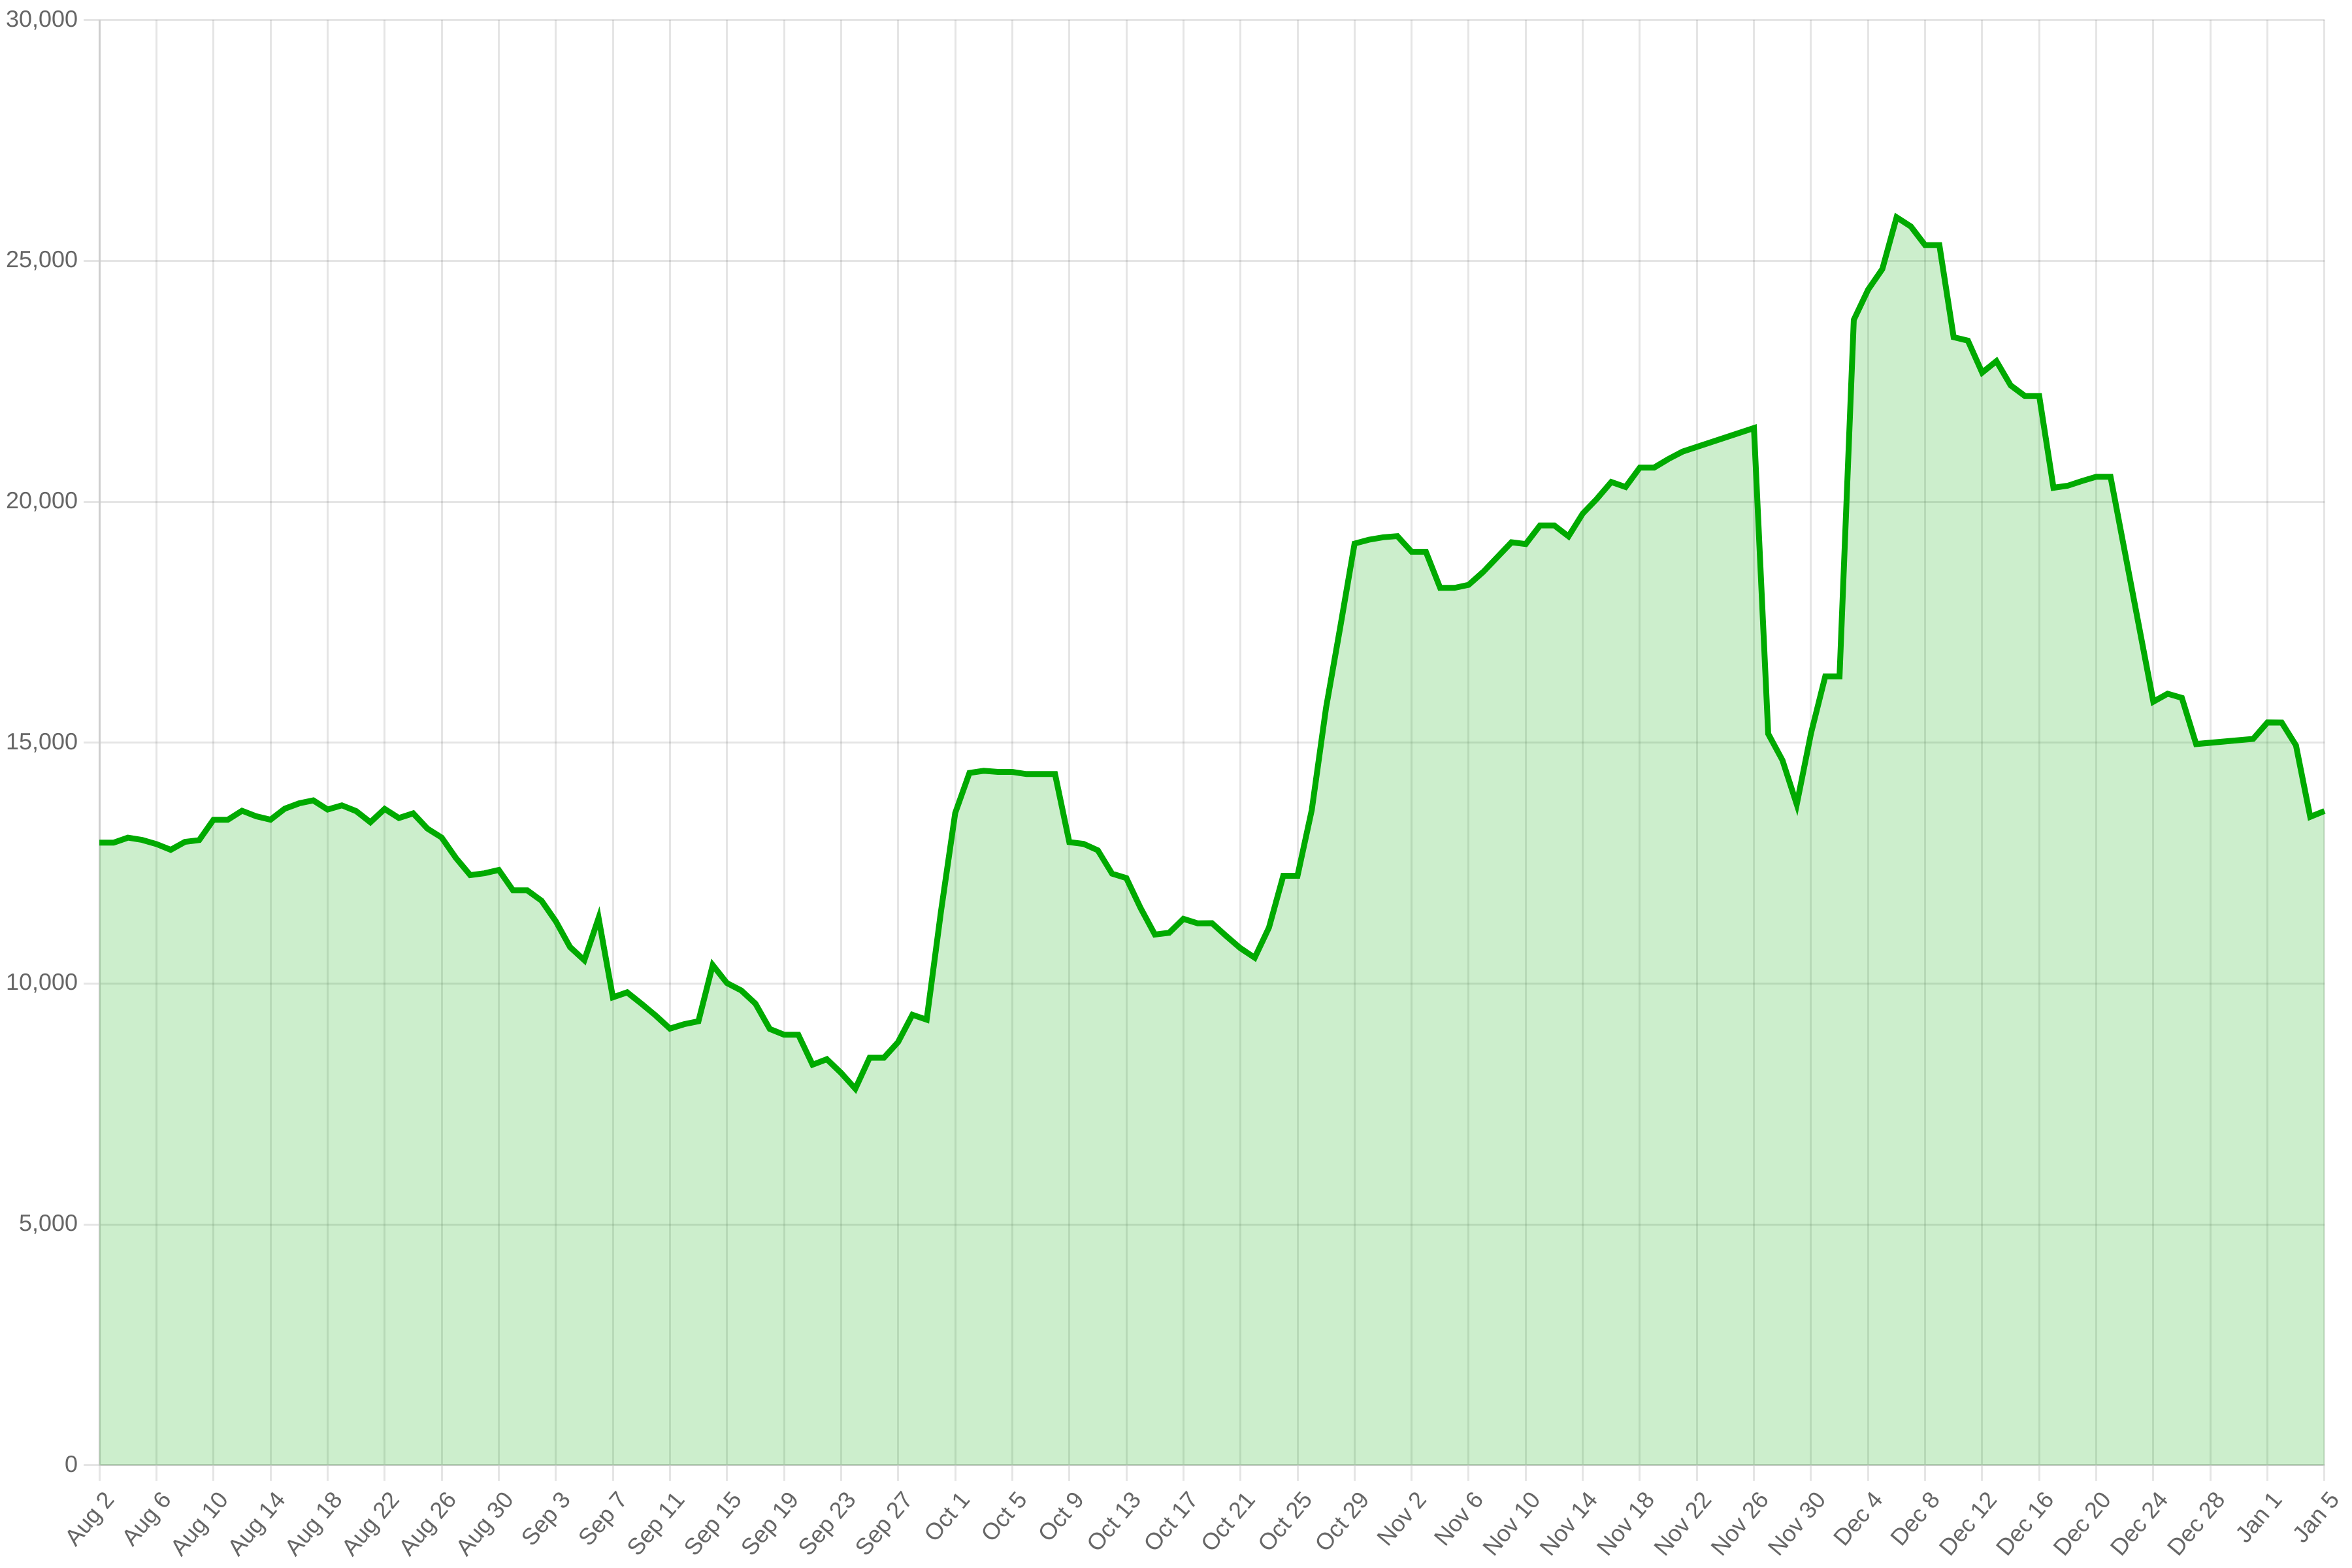 30,000
25,000
20,000
15,000
10,000
5,000
0
Aug 2
Aug 6
Aug 10
Aug 14
Aug 18
Aug 22
Aug 26
Aug 30
Sep 3
Sep 7
Sep 11
Sep 15
Sep 19
Sep 23
Sep 27
Oct 1
Oct 5
Oct 9
Oct 13
Oct 17
Oct 21
Oct 25
Oct 29
Nov 2
Nov 6
Nov 10
Nov 14
Nov 18
Nov 22
Nov 26
Nov 30
Dec 4
Dec 8
Dec 12
Dec 16
Dec 20
Dec 24
Dec 28
Jan 1
Jan 5